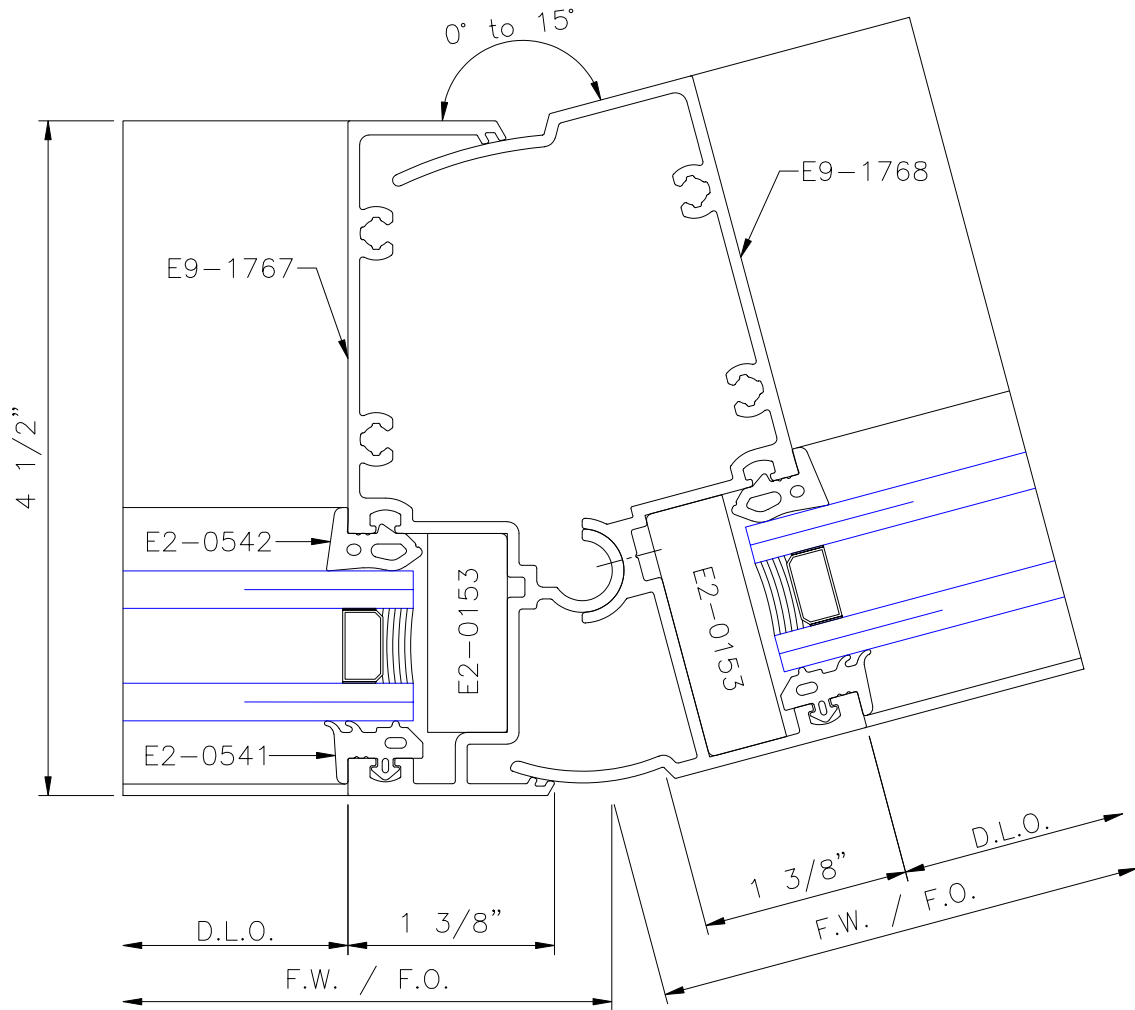 0° to 15°
E9-1768
E9-1767
4 1/2"
E2-0542
E2-0153
E2-0153
E2-0541
D.L.O.
1 3/8"
1 3/8"
D.L.O.
F.W. / F.O.
F.W. / F.O.